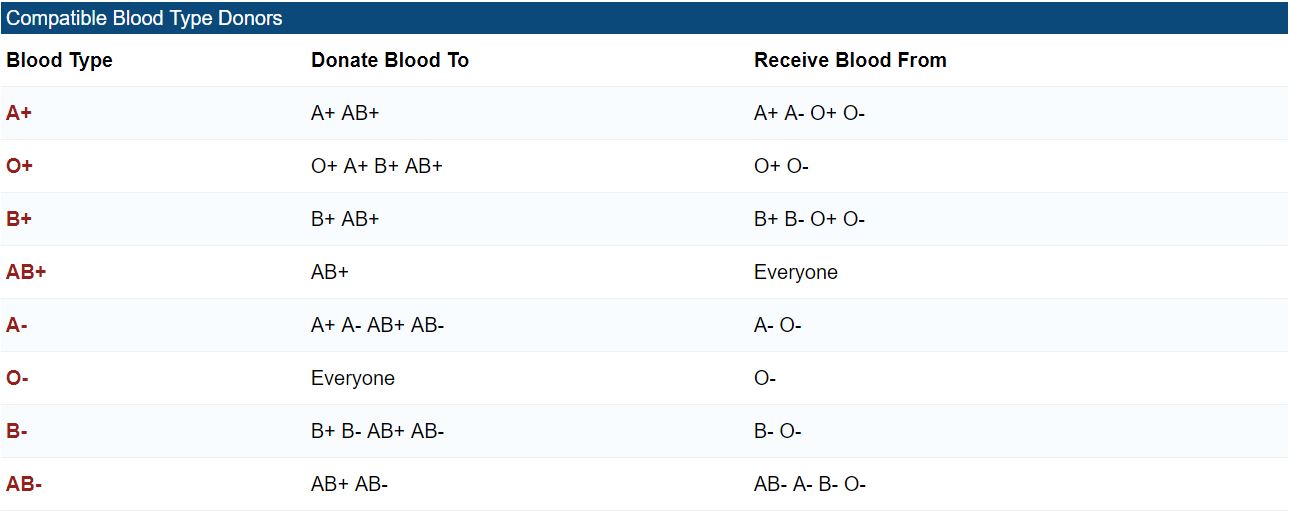 Compatible Blood Type Donors
Blood Type Donate Blood To Receive Blood From
A+ A+ AB+ A+ A- O+ O-
O+ O+ A+ B+ AB+ O+ O-
B+ B+ AB+ B+ B- O+ O-
AB+ AB+ Everyone
A- A+ A- AB+ AB- A- O-
O- Everyone O-
B- B+ B- AB+ AB- B- O-
AB- AB+ AB- AB- A- B- O-